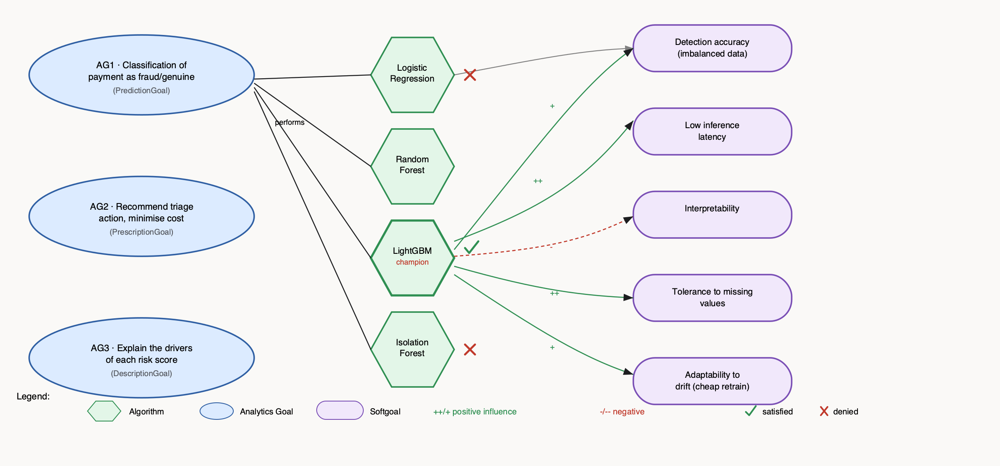 AG1 · Classification of
payment as fraud/genuine
(PredictionGoal)
AG2 · Recommend triage
action, minimise cost
(PrescriptionGoal)
AG3 · Explain the drivers
of each risk score
(DescriptionGoal)
performs
Logistic
Regression
Random
Forest
LightGBM
champion
Isolation
Forest
+
++
-
++
+
Detection accuracy
(imbalanced data)
Low inference
latency
Interpretability
Tolerance to missing
values
Adaptability to
drift (cheap retrain)
Legend:
Algorithm
Analytics Goal
Softgoal
++/+ positive influence
-/-- negative
satisfied
denied